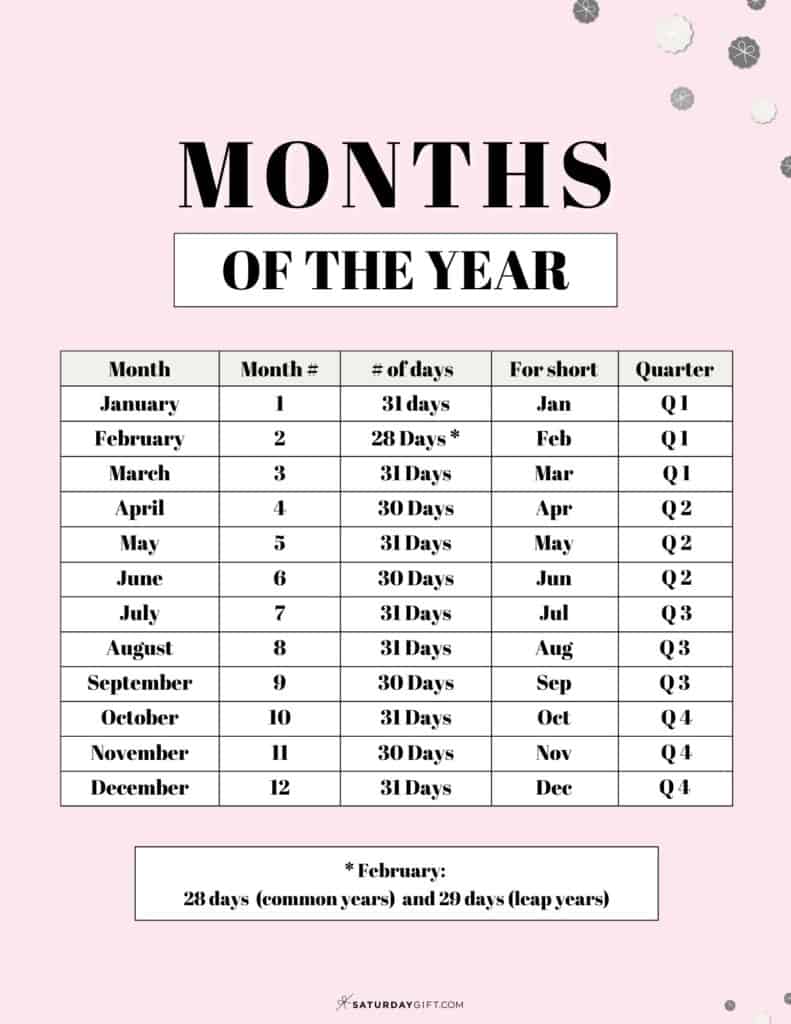 MONTHS
OF THE YEAR
Month Month # # of days For short Quarter
January 1 31 days Jan Q 1
February 2 28 Days * Feb Q 1
March 3 31 Days Mar Q 1
April 4 30 Days Apr Q 2
May 5 31 Days May Q 2
June 6 30 Days Jun Q 2
July 7 31 Days Jul Q 3
August 8 31 Days Aug Q 3
September 9 30 Days Sep Q 3
October 10 31 Days Oct Q 4
November 11 30 Days Nov Q 4
December 12 31 Days Dec Q 4
* February:
28 days (common years) and 29 days (leap years)
SATURDAYGIFT.COM